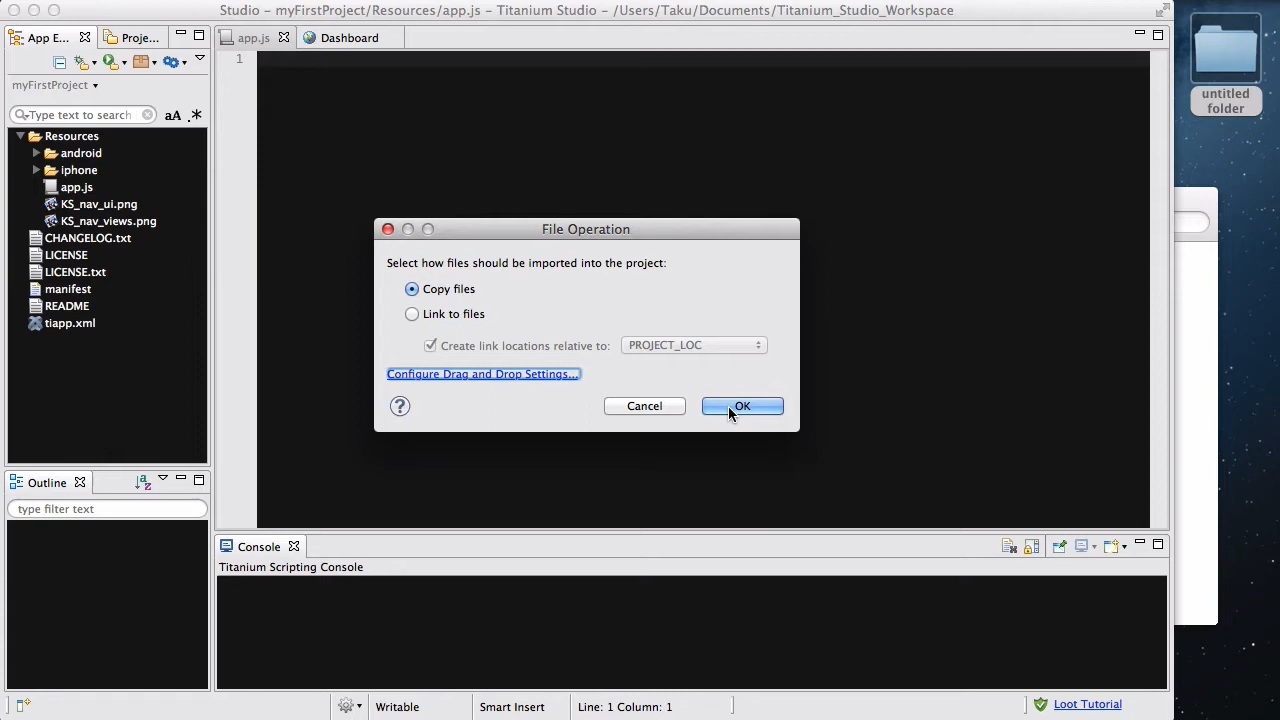 Studio - myFirstProject/Resources/app.js - Titanium Studio - /Users/Taku/Documents/Titanium_Studio_Workspace
App E...
Proje...
app.js
Dashboard
myFirstProject
Type text to search
aA
.*
1
Resources
android
iphone
app.js
KS_nav_ui.png
KS_nav_views.png
CHANGELOG.txt
LICENSE
LICENSE.txt
manifest
README
tiapp.xml
untitled
folder
File Operation
Select how files should be imported into the project:
Copy files
Link to files
Create link locations relative to:
PROJECT_LOC
Configure Drag and Drop Settings...
?
Cancel
OK
Outline
type filter text
Console
Titanium Scripting Console
Writable
Smart Insert
Line: 1 Column: 1
Loot Tutorial